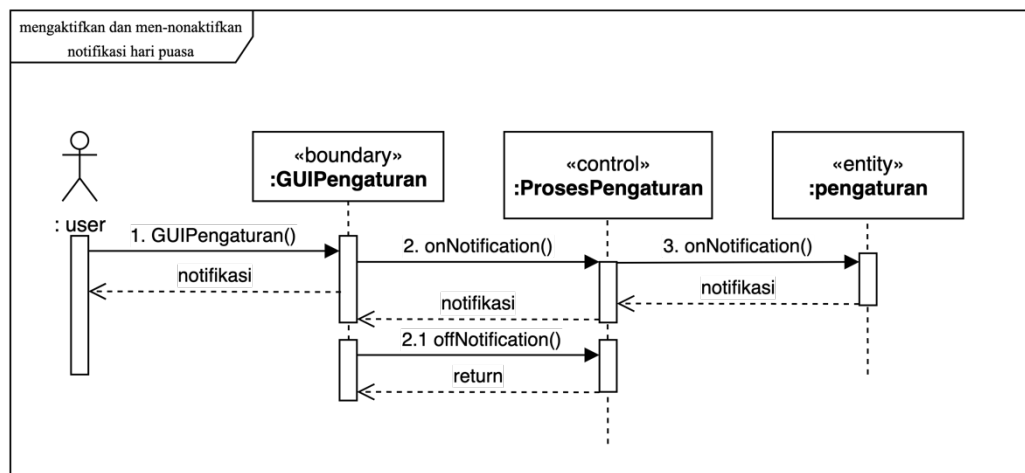 mengaktifkan dan men-nonaktifkan
notifikasi hari puasa
: user
«boundary»
:GUIPengaturan
«control»
:ProsesPengaturan
«entity»
:pengaturan
1. GUIPengaturan()
2. onNotification()
3. onNotification()
notifikasi
notifikasi
notifikasi
2.1 offNotification()
return